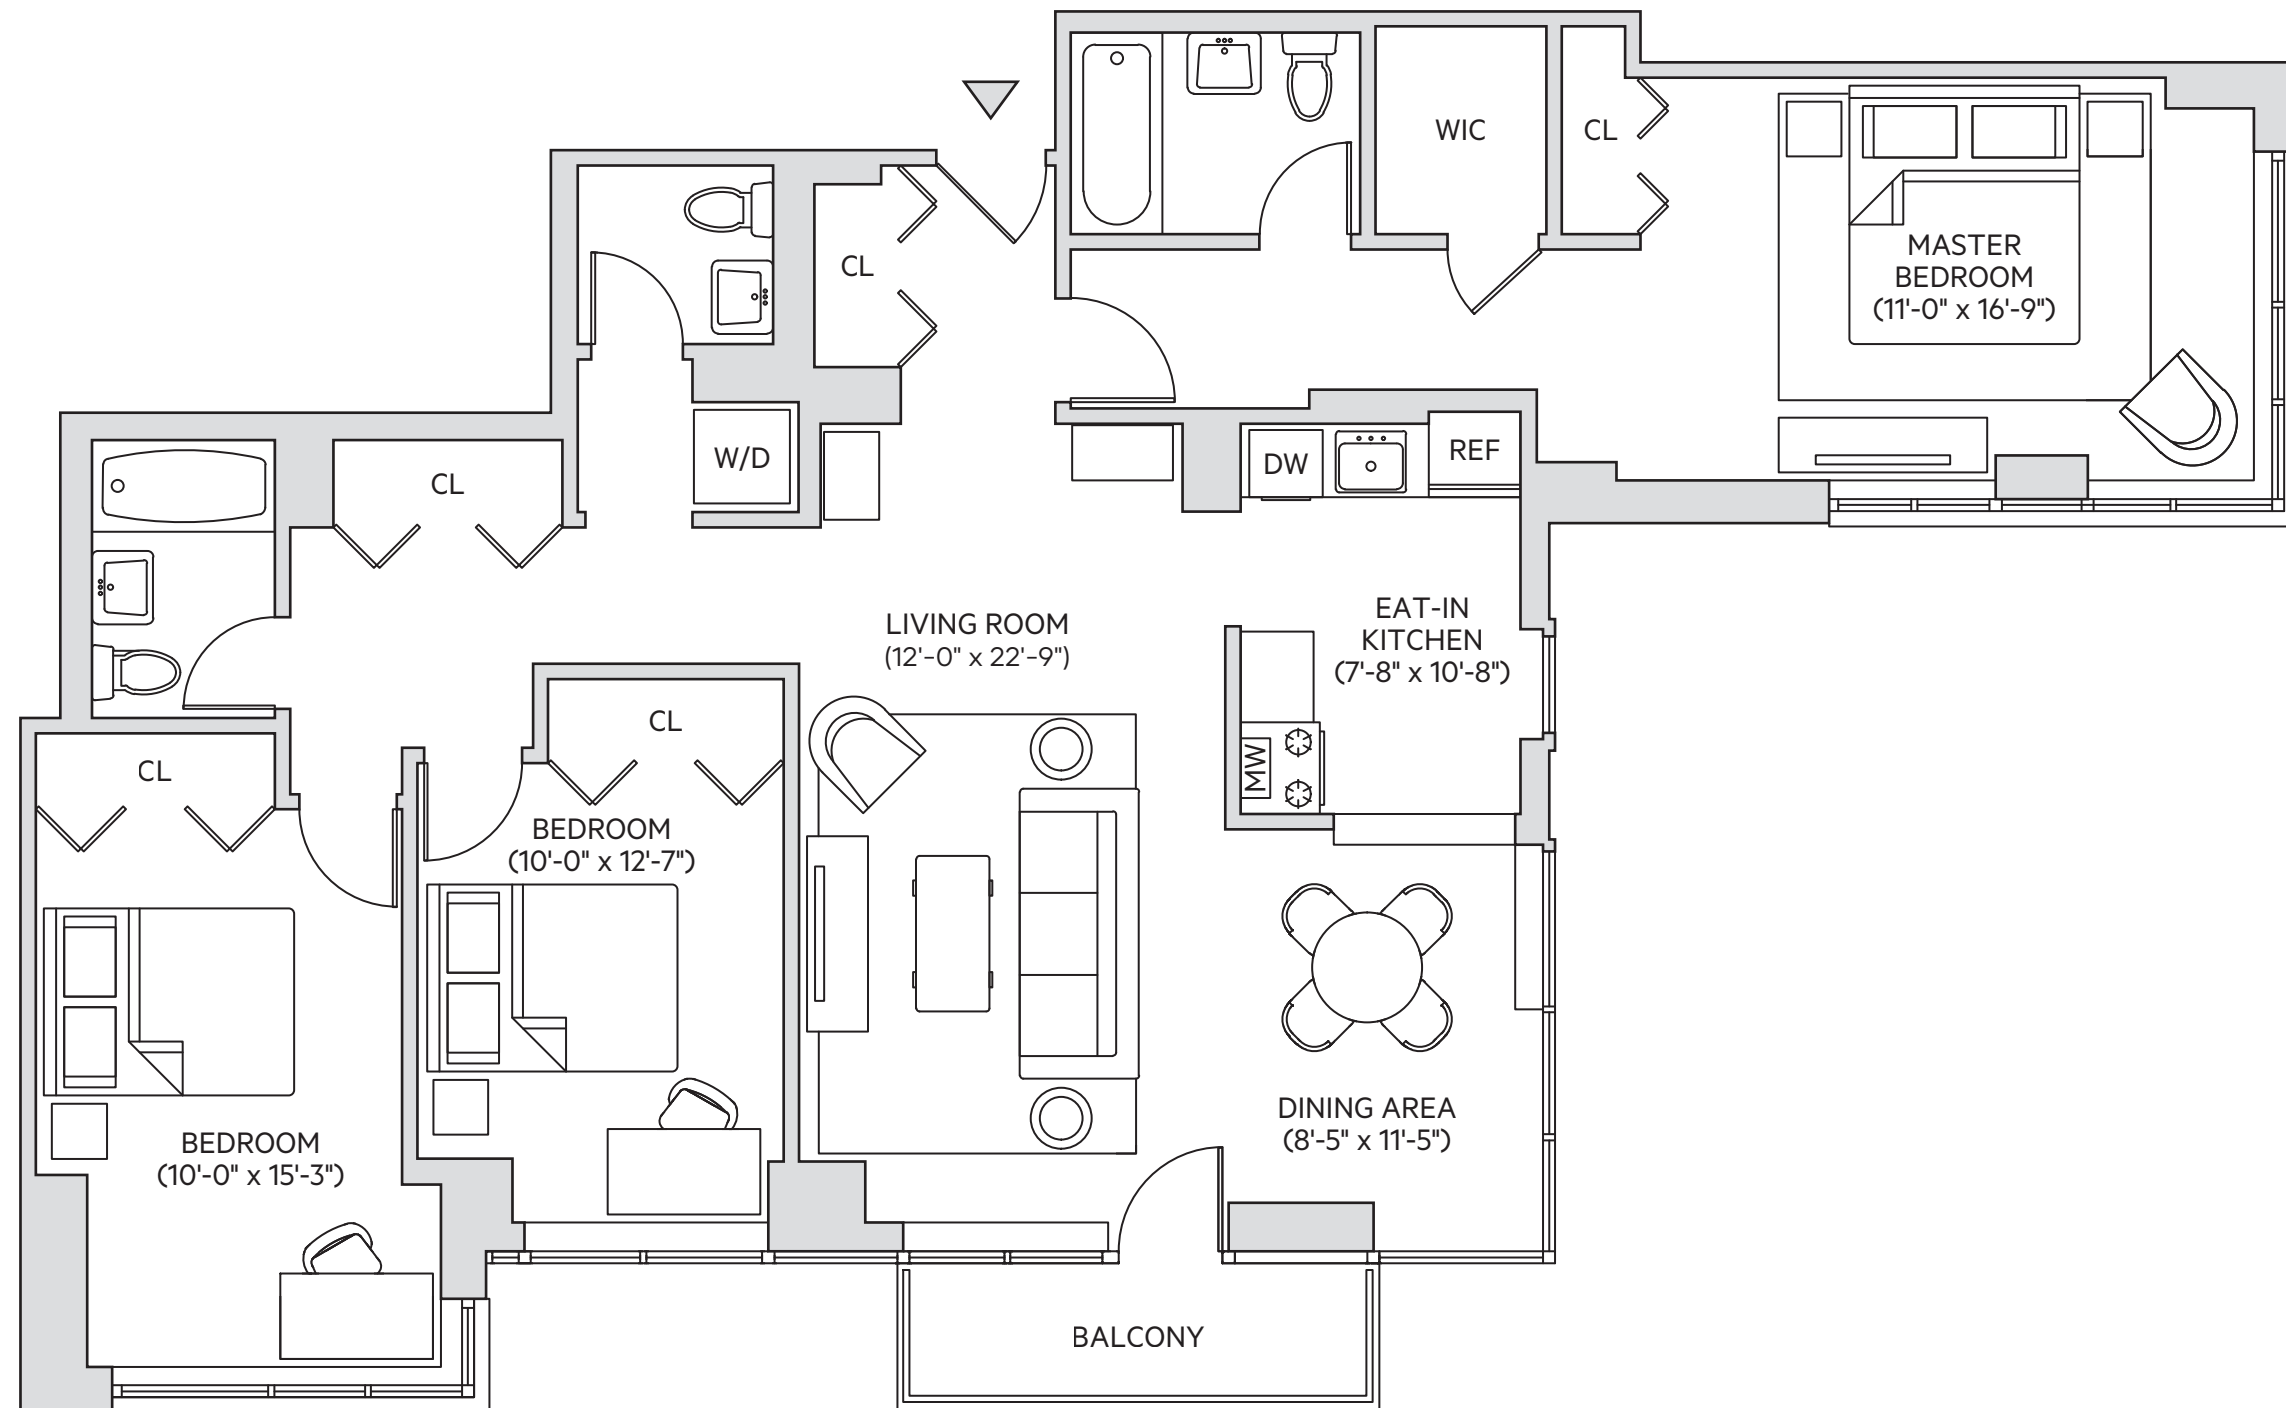 WIC
CL
MASTER
BEDROOM
(11'-0" x 16'-9")
CL
W/D
DW
REF
CL
LIVING ROOM
(12'-0" x 22'-9")
EAT-IN
KITCHEN
(7'-8" x 10'-8")
CL
CL
MW
BEDROOM
(10'-0" x 12'-7")
BEDROOM
(10'-0" x 15'-3")
DINING AREA
(8'-5" x 11'-5")
BALCONY